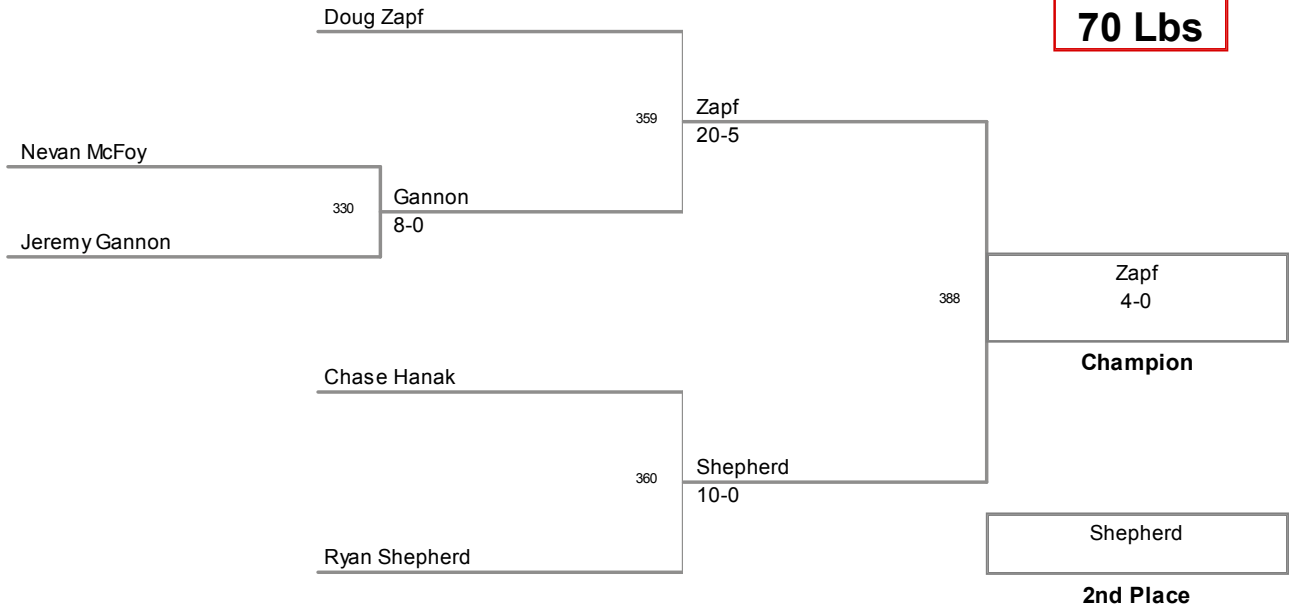 Doug Zapf
70 Lbs
359
Zapf
20-5
Nevan McFoy
330
Gannon
8-0
Jeremy Gannon
388
Zapf
4-0
Champion
Chase Hanak
360
Shepherd
10-0
Ryan Shepherd
Shepherd
2nd Place